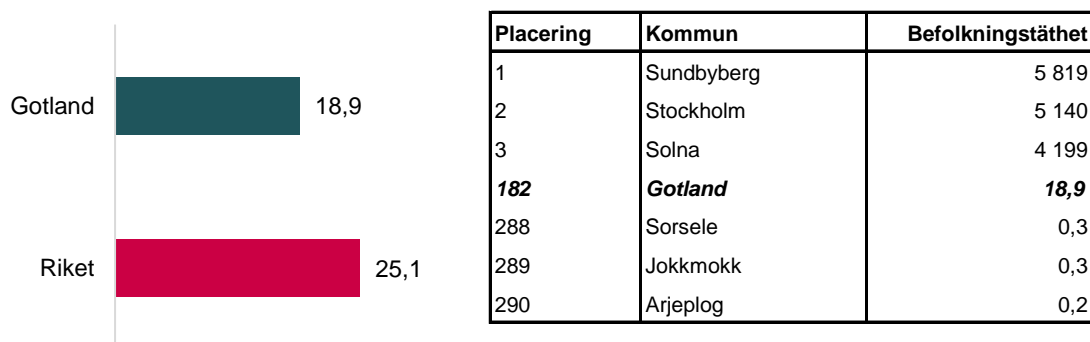 Gotland 18,9
Riket 25,1
Placering Kommun Befolkningstäthet
1 Sundbyberg 5 819
2 Stockholm 5 140
3 Solna 4 199
182 Gotland 18,9
288 Sorsele 0,3
289 Jokkmokk 0,3
290 Arjeplog 0,2